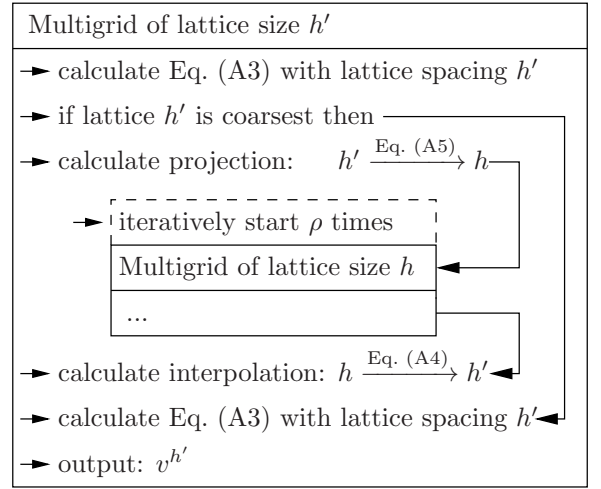 Multigrid of lattice size h′
calculate Eq. (A3) with lattice spacing h′
if lattice h′ is coarsest then
calculate projection: h′ Eq. (A5) h
iteratively start ρ times
Multigrid of lattice size h
...
calculate interpolation: h Eq. (A4) h′
calculate Eq. (A3) with lattice spacing h′
output: v^h′